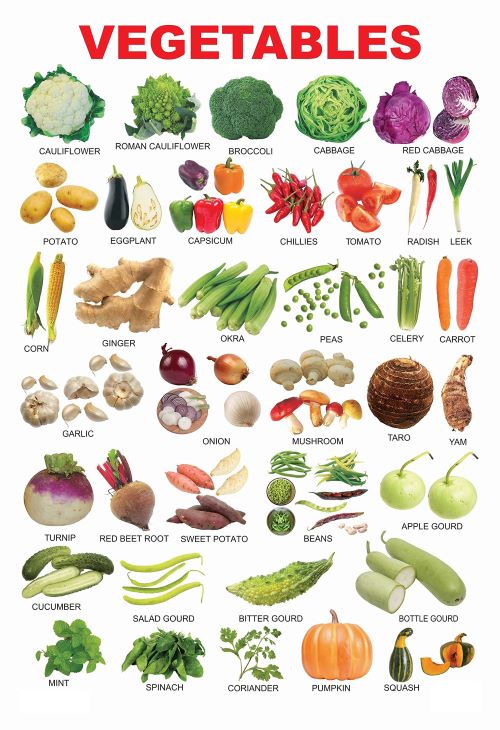 VEGETABLES
CAULIFLOWER
ROMAN CAULIFLOWER
BROCCOLI
CABBAGE
RED CABBAGE
POTATO
EGGPLANT
CAPSICUM
CHILLIES
TOMATO
RADISH
LEEK
CORN
GINGER
OKRA
PEAS
CELERY
CARROT
GARLIC
ONION
MUSHROOM
TARO
YAM
TURNIP
RED BEET ROOT
SWEET POTATO
BEANS
APPLE GOURD
CUCUMBER
SALAD GOURD
BITTER GOURD
BOTTLE GOURD
MINT
SPINACH
CORIANDER
PUMPKIN
SQUASH